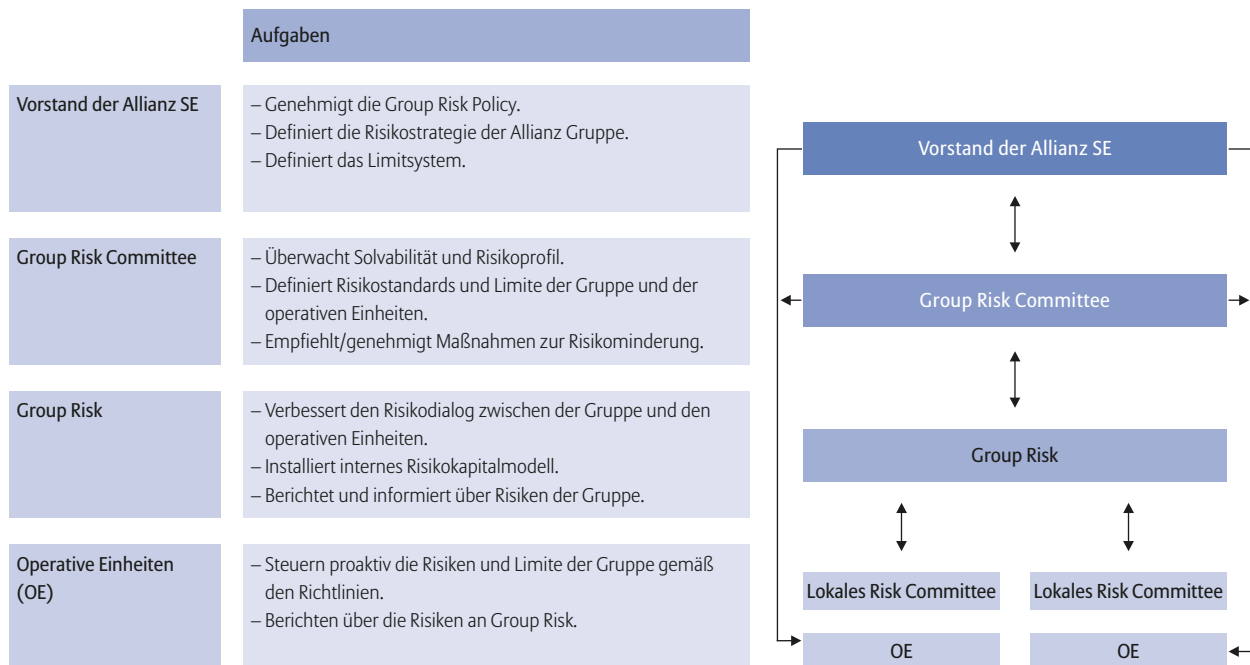 Aufgaben
Vorstand der Allianz SE
– Genehmigt die Group Risk Policy.
– Definiert die Risikostrategie der Allianz Gruppe.
– Definiert das Limitsystem.
Group Risk Committee
– Überwacht Solvabilität und Risikoprofil.
– Definiert Risikostandards und Limite der Gruppe und der
operativen Einheiten.
– Empfiehlt/genehmigt Maßnahmen zur Risikominderung.
Group Risk
– Verbessert den Risikodialog zwischen der Gruppe und den
operativen Einheiten.
– Installiert internes Risikokapitalmodell.
– Berichtet und informiert über Risiken der Gruppe.
Operative Einheiten
(OE)
– Steuern proaktiv die Risiken und Limite der Gruppe gemäß
den Richtlinien.
– Berichten über die Risiken an Group Risk.
Vorstand der Allianz SE
Group Risk Committee
Group Risk
Lokales Risk Committee
Lokales Risk Committee
OE
OE